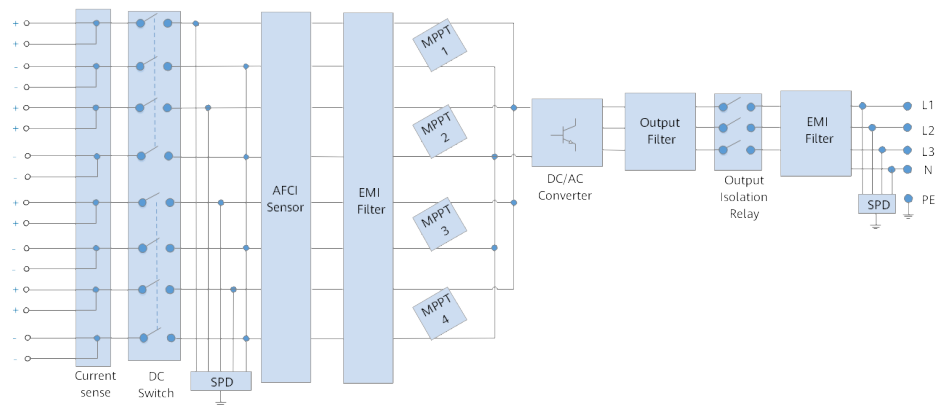 +
+
-
-
+
+
-
-
+
+
-
-
+
+
-
-
Current
sense
DC
Switch
SPD
AFCI
Sensor
EMI
Filter
MPPT
1
MPPT
2
MPPT
3
MPPT
4
DC/AC
Converter
Output
Filter
Output
Isolation
Relay
EMI
Filter
L1
L2
L3
N
SPD
PE